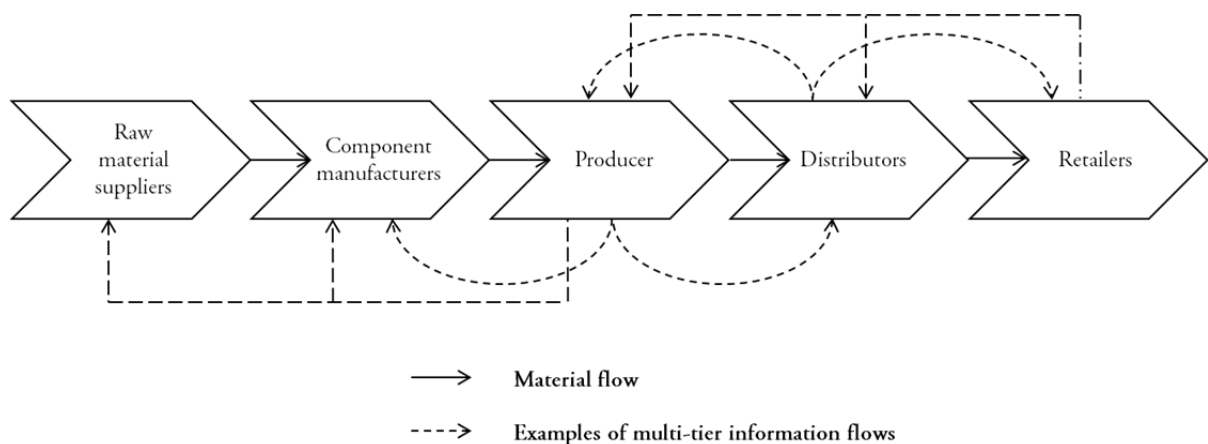 Raw
material
suppliers
Component
manufacturers
Producer
Distributors
Retailers
Material flow
Examples of multi-tier information flows